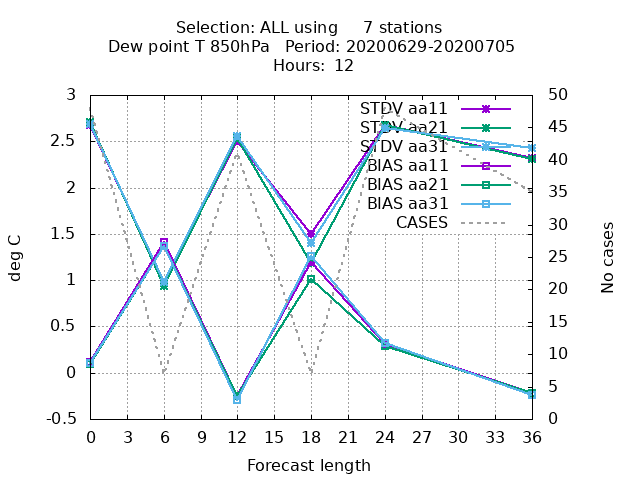 Selection: ALL using     7 stations
Dew point T 850hPa   Period: 20200629-20200705
Hours: 12
deg C
3
2.5
2
1.5
1
0.5
0
-0.5
STDV aa11
STDV aa21
STDV aa31
BIAS aa11
BIAS aa21
BIAS aa31
CASES
50
45
40
35
30
25
20
15
10
5
0
No cases
0 3 6 9 12 15 18 21 24 27 30 33 36
Forecast length